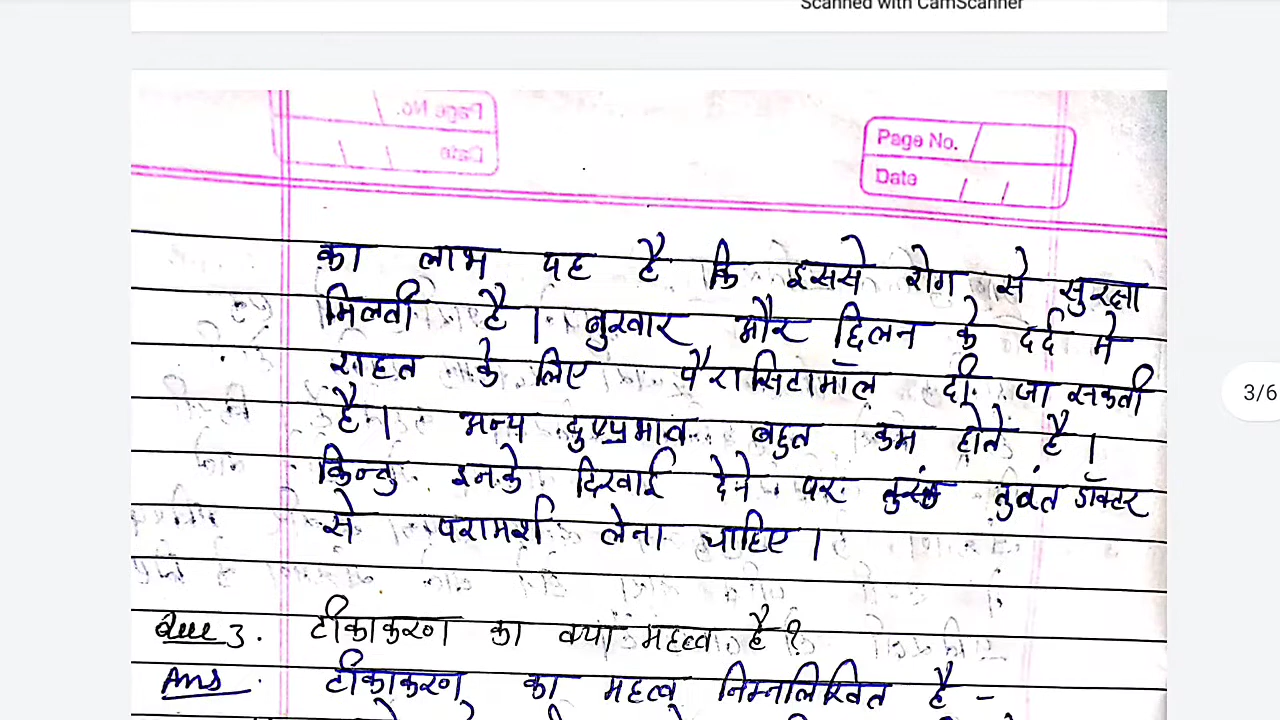 Scanned with CamScanner
Page No.
Date
का लाभ यह है कि इससे रोग से सुरक्षा
मिलती है। बुखार और छिलन के दर्द में
राहत के लिए पैरासिटामॉल दी जा सकती
है। अन्य दुष्प्रभाव बहुत कम होते है।
किन्तु इनके दिखाई देने पर तुरंत डॉक्टर
से परामर्श लेना चाहिए।
Que 3. टीकाकरण का क्या महत्व है?
Ans टीकाकरण का महत्व निम्नलिखित है -
3/6